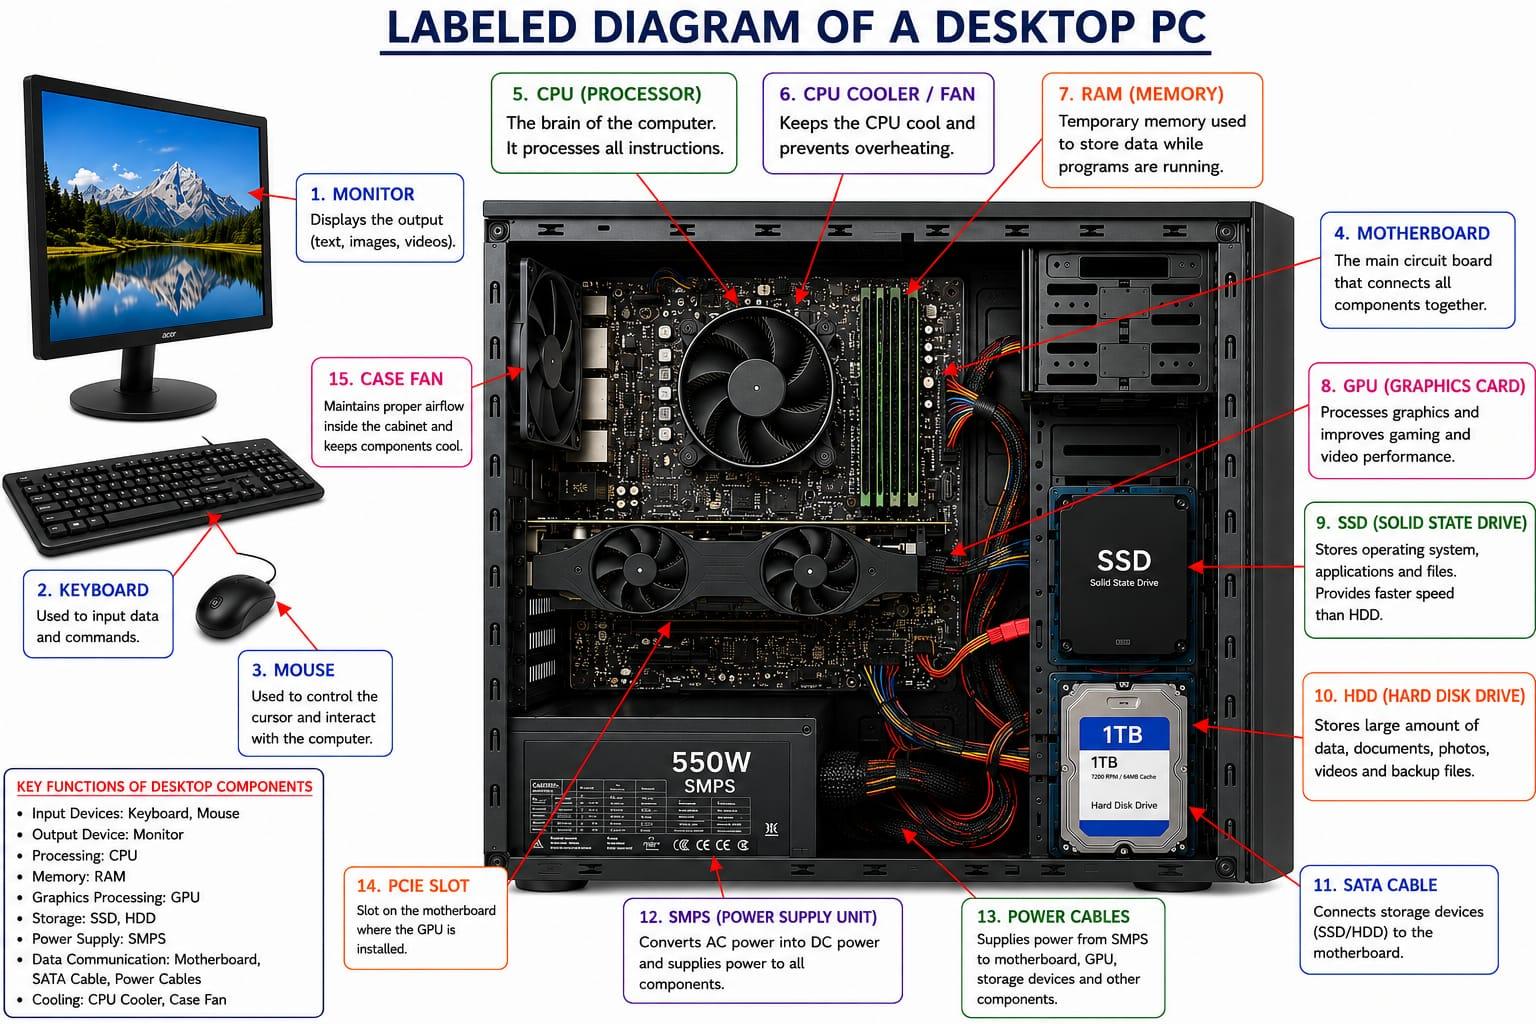 LABELED DIAGRAM OF A DESKTOP PC
5. CPU (PROCESSOR)
The brain of the computer.
It processes all instructions.
6. CPU COOLER / FAN
Keeps the CPU cool and
prevents overheating.
7. RAM (MEMORY)
Temporary memory used
to store data while
programs are running.
1. MONITOR
Displays the output
(text, images, videos).
acer
4. MOTHERBOARD
The main circuit board
that connects all
components together.
15. CASE FAN
Maintains proper airflow
inside the cabinet and
keeps components cool.
8. GPU (GRAPHICS CARD)
Processes graphics and
improves gaming and
video performance.
9. SSD (SOLID STATE DRIVE)
Stores operating system,
applications and files.
Provides faster speed
than HDD.
SSD
Solid State Drive
2. KEYBOARD
Used to input data
and commands.
3. MOUSE
Used to control the
cursor and interact
with the computer.
10. HDD (HARD DISK DRIVE)
Stores large amount of
data, documents, photos,
videos and backup files.
1TB
1TB
7200 RPM / 64MB Cache
Hard Disk Drive
550W
SMPS
KEY FUNCTIONS OF DESKTOP COMPONENTS
• Input Devices: Keyboard, Mouse
• Output Device: Monitor
• Processing: CPU
• Memory: RAM
• Graphics Processing: GPU
• Storage: SSD, HDD
• Power Supply: SMPS
• Data Communication: Motherboard,
SATA Cable, Power Cables
• Cooling: CPU Cooler, Case Fan
14. PCIE SLOT
Slot on the motherboard
where the GPU is
installed.
12. SMPS (POWER SUPPLY UNIT)
Converts AC power into DC power
and supplies power to all
components.
13. POWER CABLES
Supplies power from SMPS
to motherboard, GPU,
storage devices and other
components.
11. SATA CABLE
Connects storage devices
(SSD/HDD) to the
motherboard.